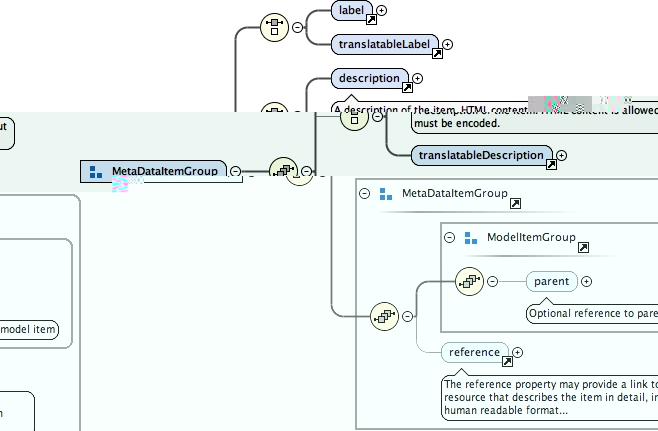 label
translatableLabel
description
A description of the item. HTML content
content is allowed
must be encoded.
ut
translatableDescription
MetaDataItemGroup
MetaDataItemGroup
ModelItemGroup
parent
Optional reference to pare
model item
reference
The reference property may provide a link to
resource that describes the item in detail, in
human readable format...
n